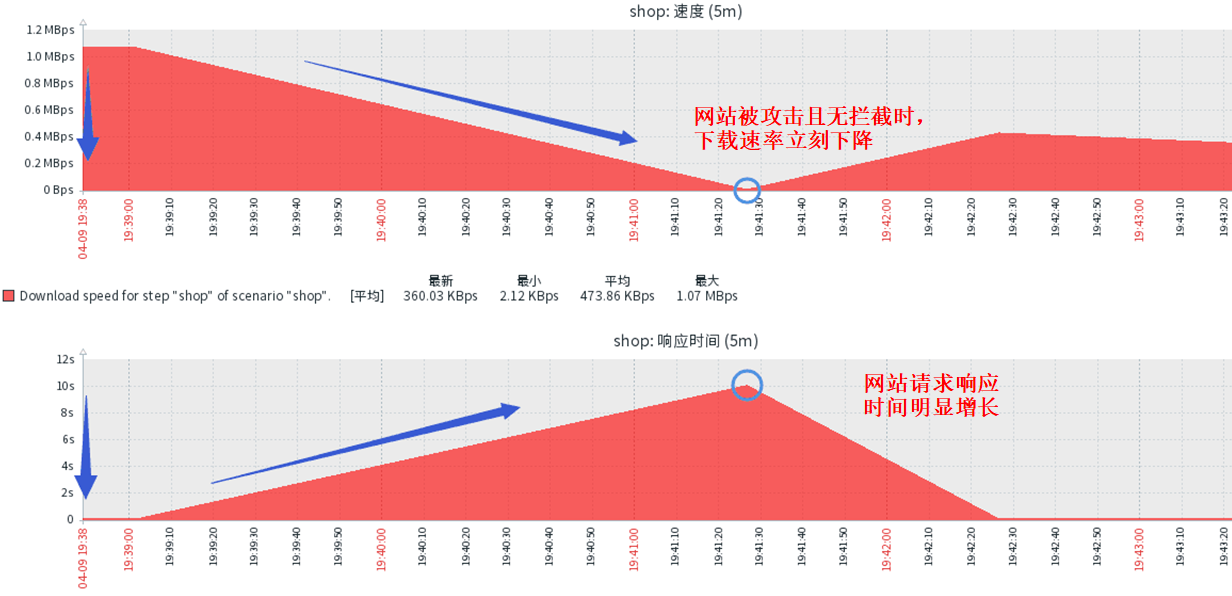 shop: 速度 (5m)
1.2 MBps
1.0 MBps
0.8 MBps
0.6 MBps
0.4 MBps
0.2 MBps
0 Bps
网站被攻击且无拦截时，
下载速率立刻下降
04-09 19:38
19:39:00
19:39:10
19:39:20
19:39:30
19:39:40
19:39:50
19:40:00
19:40:10
19:40:20
19:40:30
19:40:40
19:40:50
19:41:00
19:41:10
19:41:20
19:41:30
19:41:40
19:41:50
19:42:00
19:42:10
19:42:20
19:42:30
19:42:40
19:42:50
19:43:00
19:43:10
19:43:20
最新 最小 平均 最大
Download speed for step "shop" of scenario "shop". [平均] 360.03 KBps 2.12 KBps 473.86 KBps 1.07 MBps
shop: 响应时间 (5m)
12s
10s
8s
6s
4s
2s
0
网站请求响应
时间明显增长
04-09 19:38
19:39:00
19:39:10
19:39:20
19:39:30
19:39:40
19:39:50
19:40:00
19:40:10
19:40:20
19:40:30
19:40:40
19:40:50
19:41:00
19:41:10
19:41:20
19:41:30
19:41:40
19:41:50
19:42:00
19:42:10
19:42:20
19:42:30
19:42:40
19:42:50
19:43:00
19:43:10
19:43:20